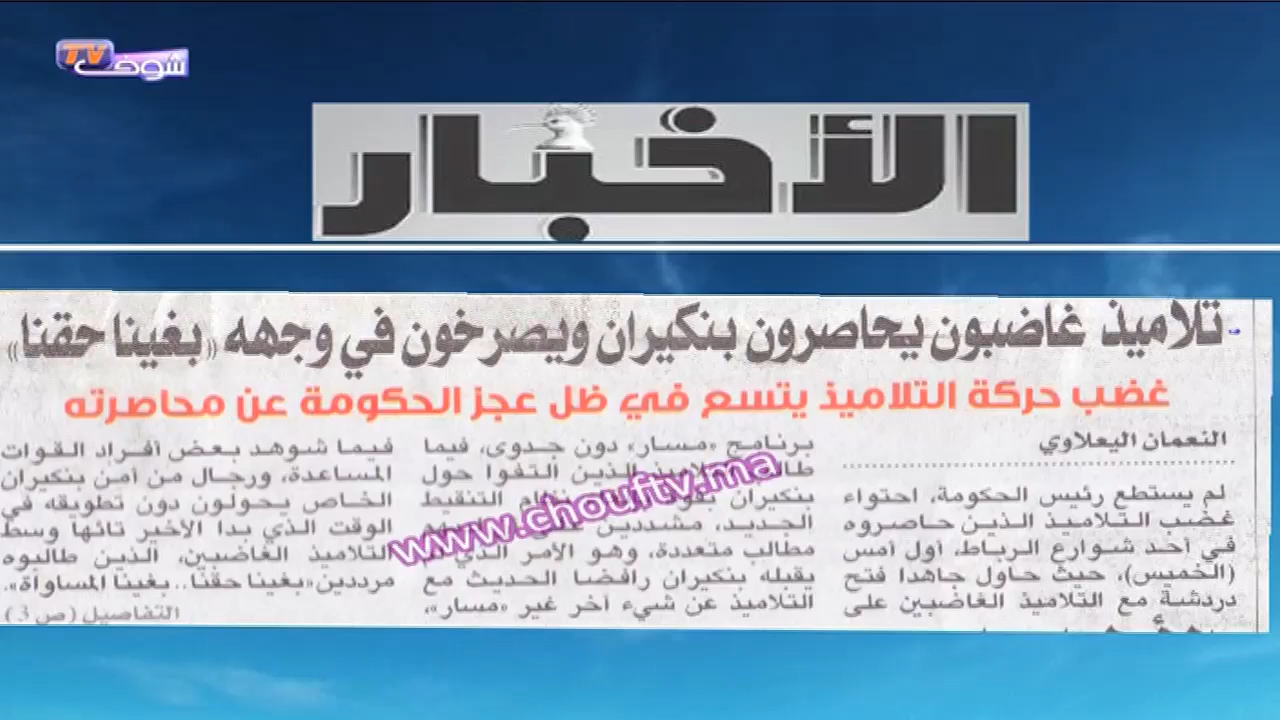 شوف TV
الأخبار
تلاميذ غاضبون يحاصرون بنكيران ويصرخون في وجهه «بغينا حقنا»
غضب حركة التلاميذ يتسع في ظل عجز الحكومة عن محاصرته
النعمان اليعلاوي
لم يستطع رئيس الحكومة، احتواء
غضب التلاميذ الذين حاصروه
في أحد شوارع الرباط، أول أمس
(الخميس)، حيث حاول جاهدا فتح
دردشة مع التلاميذ الغاضبين على
برنامج «مسار» دون جدوى، فيما
الذين التفوا حول
بنكيران التنقيط
الجديد، مشددين
مطالب متعددة، وهو الأمر الذي
يقبله بنكيران رافضا الحديث مع
التلاميذ عن شيء آخر غير «مسار»،
فيما شوهد بعض أفراد القوات
المساعدة، ورجال من أمن بنكيران
الخاص يحولون دون تطويقه في
الوقت الذي بدا الأخير تائها وسط
التلاميذ الغاضبين، الذين طالبوه
مرددين «بغينا حقنا.. بغينا المساواة».
التفاصيل (ص 3)
www.chouftv.ma